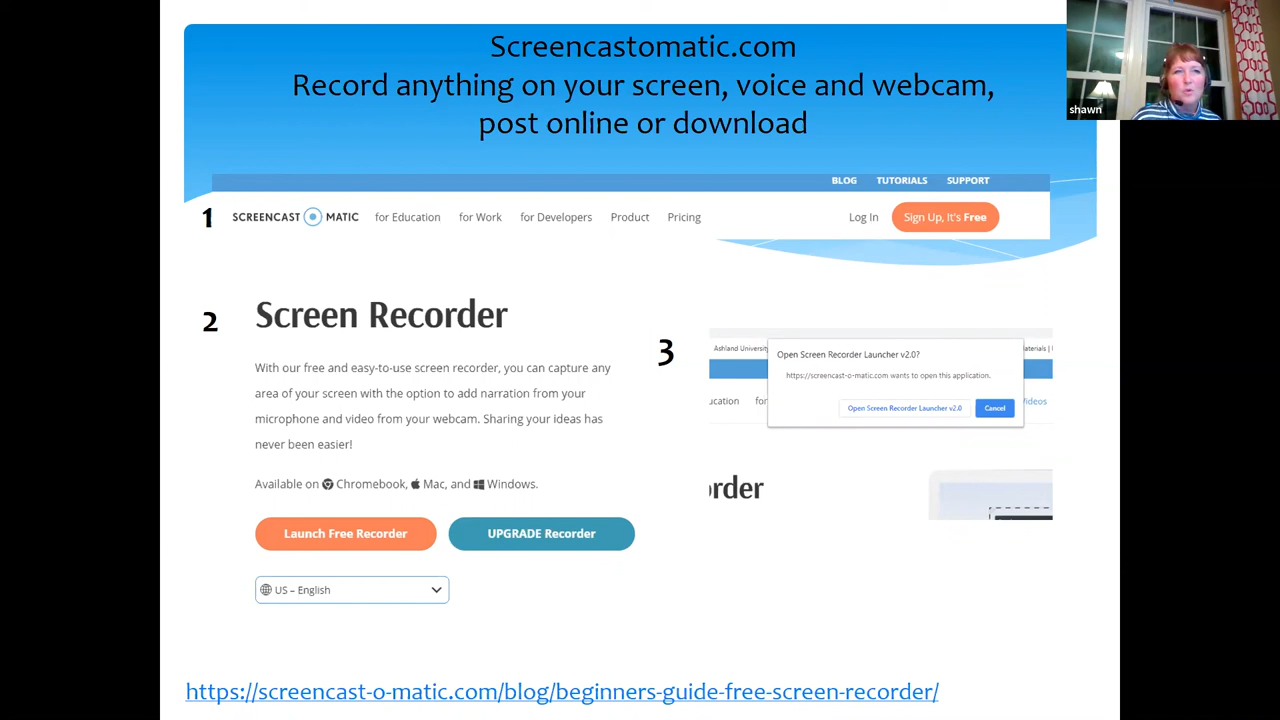 Screencastomatic.com
Record anything on your screen, voice and webcam,
post online or download
shawn
BLOG TUTORIALS SUPPORT
1 SCREENCAST MATIC for Education for Work for Developers Product Pricing Log In Sign Up, It's Free
2 Screen Recorder
With our free and easy-to-use screen recorder, you can capture any
area of your screen with the option to add narration from your
microphone and video from your webcam. Sharing your ideas has
never been easier!
Available on Chromebook, Mac, and Windows.
Launch Free Recorder UPGRADE Recorder
US – English
3
Ashland University
aterials |
Open Screen Recorder Launcher v2.0?
https://screencast-o-matic.com wants to open this application.
ucation fo Videos
Open Screen Recorder Launcher v2.0 Cancel
order
https://screencast-o-matic.com/blog/beginners-guide-free-screen-recorder/